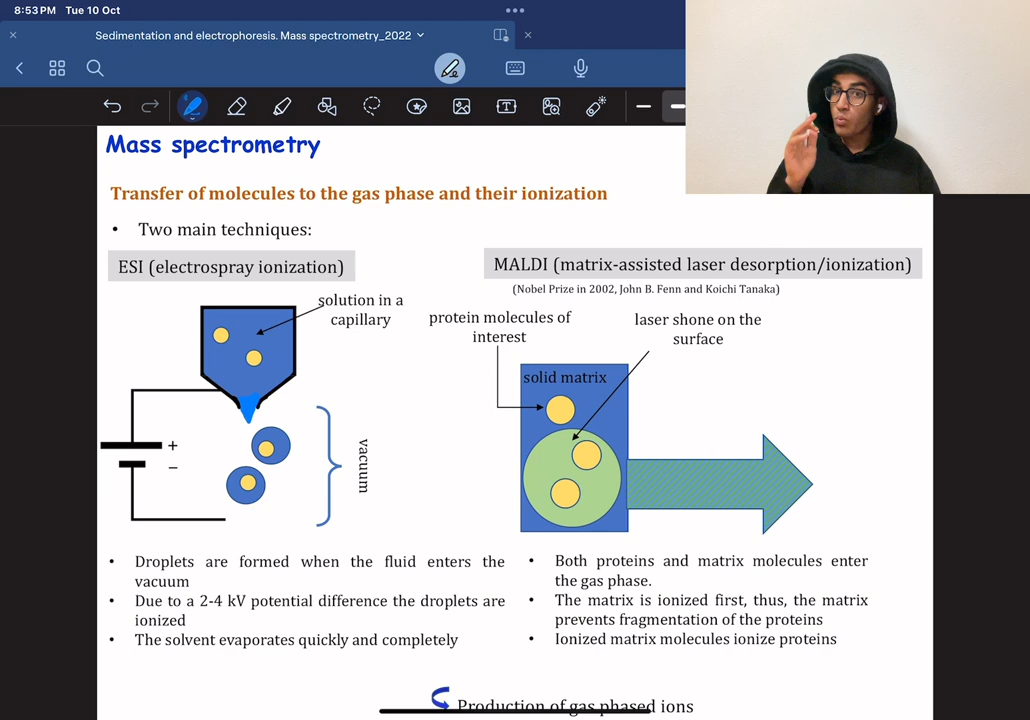 8:53 PM Tue 10 Oct
Sedimentation and electrophoresis. Mass spectrometry_2022
Mass spectrometry
Transfer of molecules to the gas phase and their ionization
• Two main techniques:
ESI (electrospray ionization)
MALDI (matrix-assisted laser desorption/ionization)
(Nobel Prize in 2002, John B. Fenn and Koichi Tanaka)
solution in a
capillary
protein molecules of
interest
laser shone on the
surface
solid matrix
+
−
vacuum
• Droplets are formed when the fluid enters the
vacuum
• Due to a 2-4 kV potential difference the droplets are
ionized
• The solvent evaporates quickly and completely
• Both proteins and matrix molecules enter
the gas phase.
• The matrix is ionized first, thus, the matrix
prevents fragmentation of the proteins
• Ionized matrix molecules ionize proteins
Production of gas phased ions